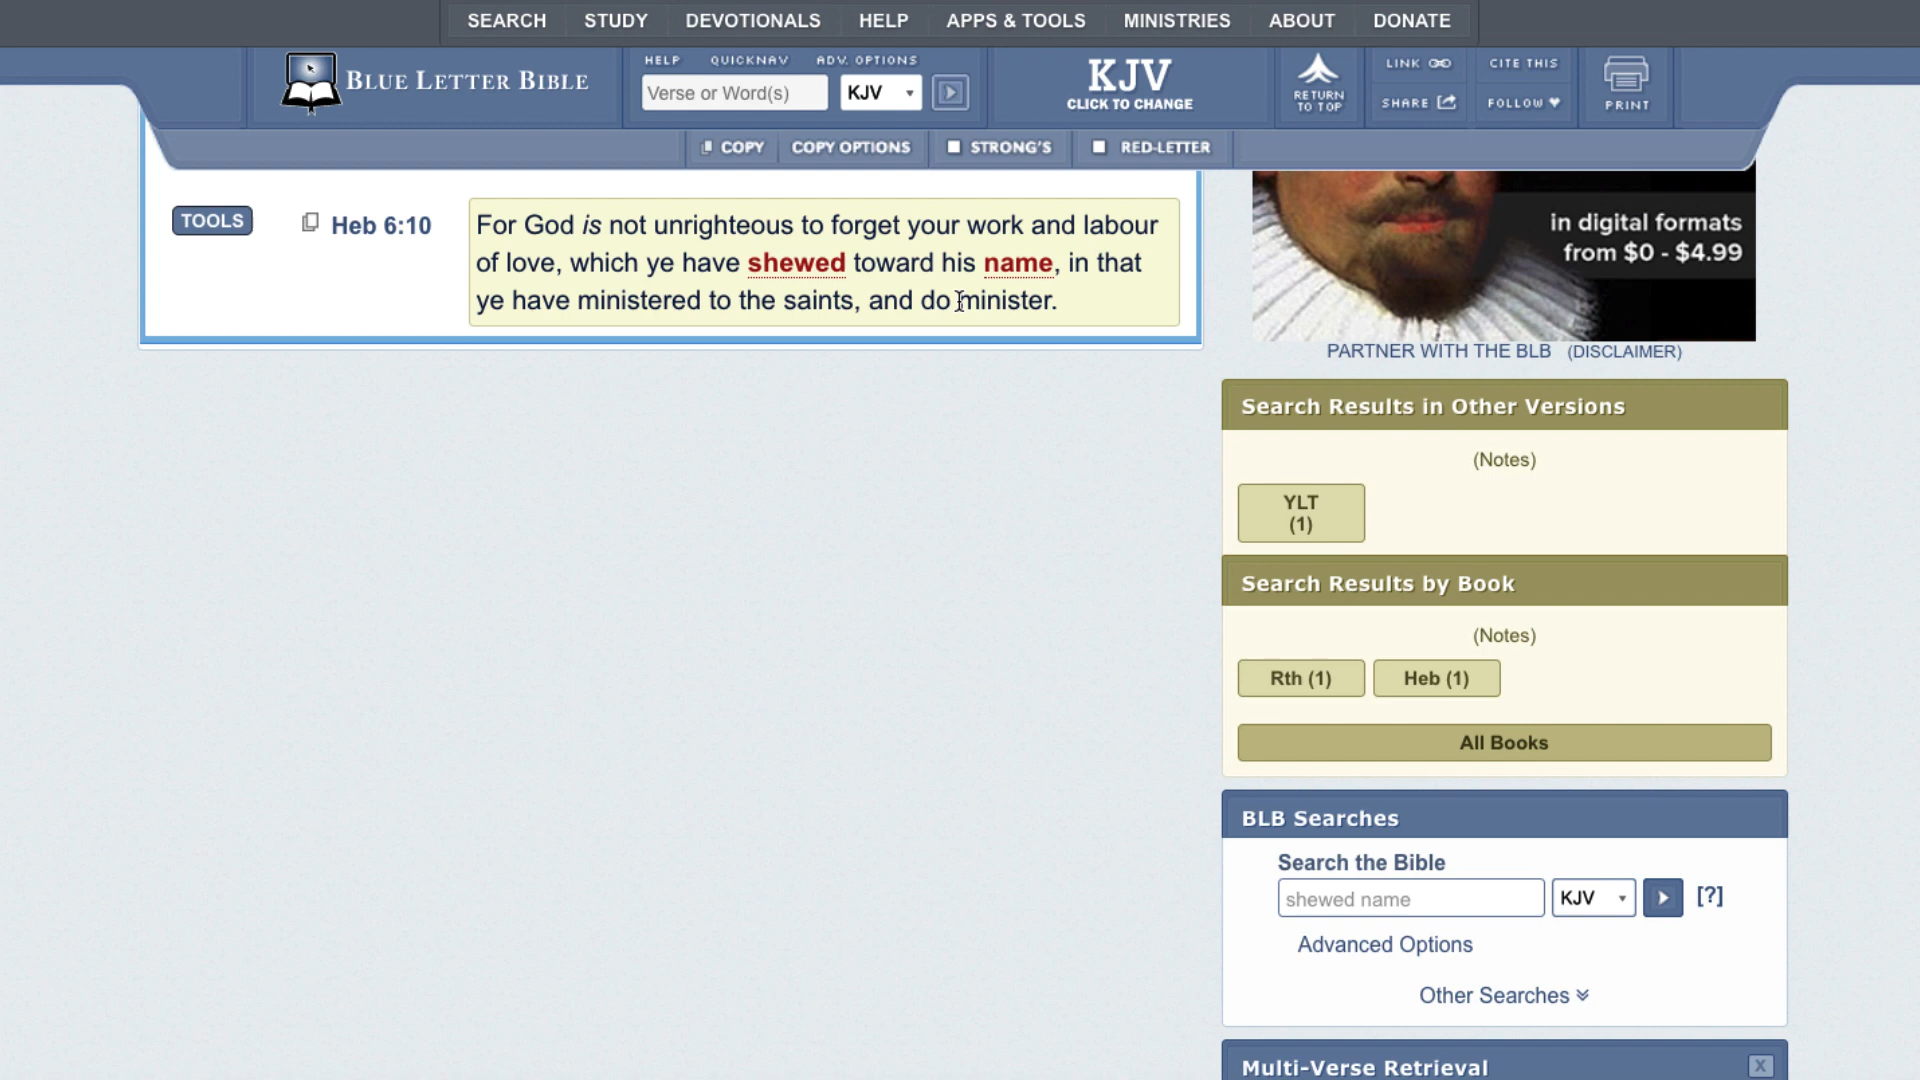 SEARCH STUDY DEVOTIONALS HELP APPS & TOOLS MINISTRIES ABOUT DONATE
BLUE LETTER BIBLE
HELP QUICKNAV ADV. OPTIONS
Verse or Word(s) KJV
KJV
CLICK TO CHANGE
RETURN
TO TOP
LINK
SHARE
CITE THIS
FOLLOW
PRINT
COPY COPY OPTIONS STRONG'S RED-LETTER
TOOLS
Heb 6:10
For God is not unrighteous to forget your work and labour
of love, which ye have shewed toward his name, in that
ye have ministered to the saints, and do minister.
in digital formats
from $0 - $4.99
PARTNER WITH THE BLB (DISCLAIMER)
Search Results in Other Versions
(Notes)
YLT
(1)
Search Results by Book
(Notes)
Rth (1) Heb (1)
All Books
BLB Searches
Search the Bible
shewed name KJV [?]
Advanced Options
Other Searches
Multi-Verse Retrieval X